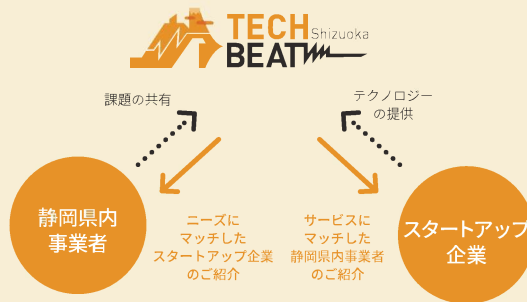 TECH
Shizuoka
BEAT
課題の共有
テクノロジー
の提供
静岡県内
事業者
ニーズに
マッチした
スタートアップ企業
のご紹介
サービスに
マッチした
静岡県内事業者
のご紹介
スタートアップ
企業